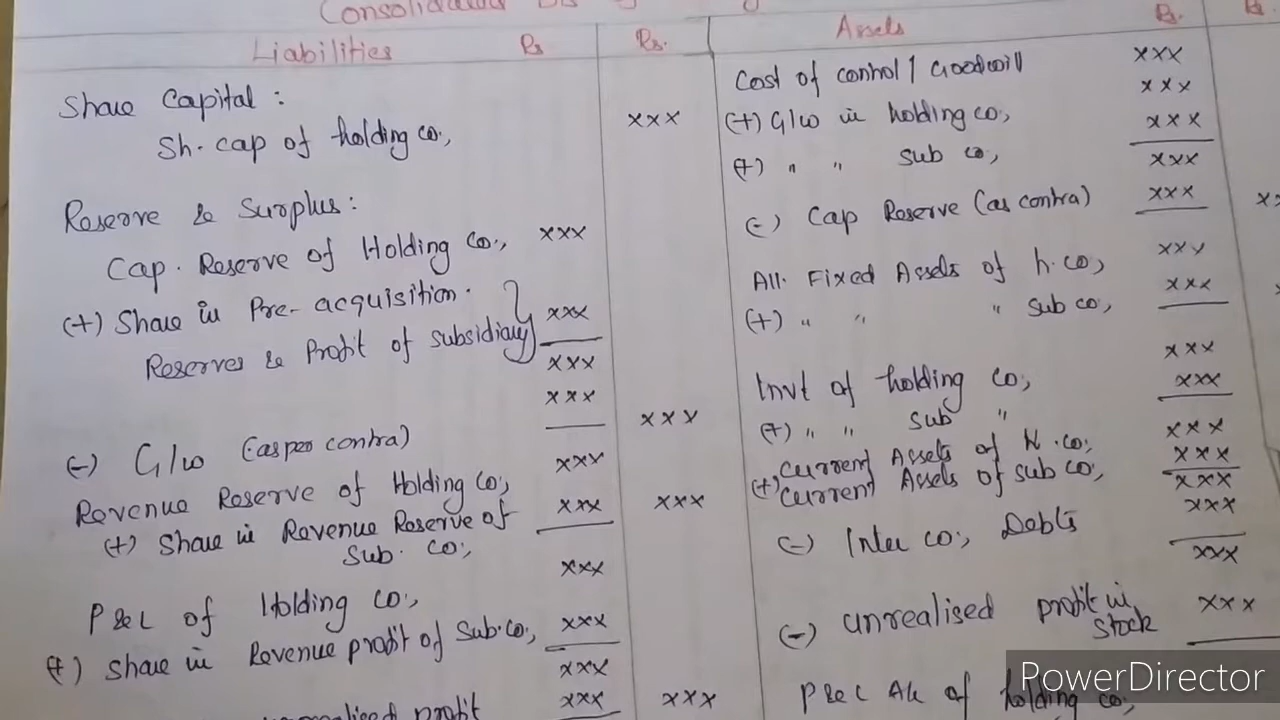 Liabilities Rs Rs. Assets Rs.
Share Capital :
Sh. cap of holding co., xxx
Reserve & Surplus :
Cap. Reserve of Holding Co., xxx
(+) Share in Pre-acquisition.
Reserves & Profit of subsidiary xxx
xxx
xxx
(-) G/w (as per contra) xxx
Revenue Reserve of Holding Co., xxx
(+) Share in Revenue Reserve of xxx xxx
Sub. co.,
P&L of Holding co., xxx
(+) share in Revenue profit of Sub.co., xxx
xxx
profit xxx xxx
Cost of control / Goodwill xxx
(+) G/w in holding co., xxx
(+) " " sub co, xxx
xxx
(-) Cap Reserve (as contra) xxx
All. Fixed Assets of h.co, xxx
(+) " " " sub co, xxx
Invt of holding co, xxx
(+) " " sub " xxx
Current Assets of H.co; xxx
(+) Current Assets of sub co, xxx
xxx
(-) Inter co., Debts xxx
xxx
(-) unrealised profit in xxx
stock
P&L A/c of holding co,
PowerDirector